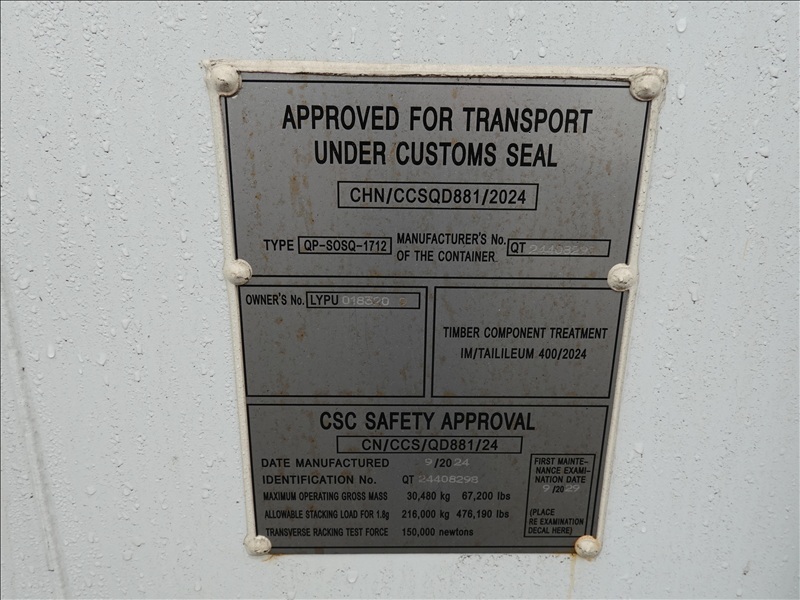 APPROVED FOR TRANSPORT
UNDER CUSTOMS SEAL
CHN/CCSQD881/2024
TYPE QP-SOSQ-1712 MANUFACTURER'S No. OF THE CONTAINER QT
OWNER'S No. LYPU 018320
TIMBER COMPONENT TREATMENT
IM/TAILILEUM 400/2024
CSC SAFETY APPROVAL
CN/CCS/QD881/24
DATE MANUFACTURED 9/2024
IDENTIFICATION No. QT 24408298
MAXIMUM OPERATING GROSS MASS 30,480 kg 67,200 lbs
ALLOWABLE STACKING LOAD FOR 1.8g 216,000 kg 476,190 lbs
TRANSVERSE RACKING TEST FORCE 150,000 newtons
FIRST MAINTE-
NANCE EXAMI-
NATION DATE
9/2029
(PLACE
RE EXAMINATION
DECAL HERE)